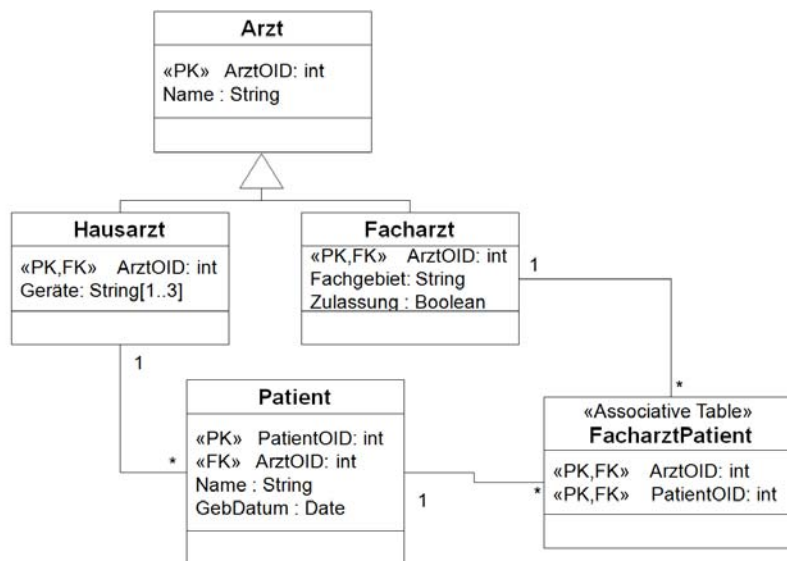 Arzt
«PK» ArztOID: int
Name : String
Hausarzt
«PK,FK» ArztOID: int
Geräte: String[1..3]
Facharzt
«PK,FK» ArztOID: int
Fachgebiet: String
Zulassung : Boolean
1
1
*
Patient
«PK» PatientOID: int
«FK» ArztOID: int
Name : String
GebDatum : Date
*
1
*
«Associative Table»
FacharztPatient
«PK,FK» ArztOID: int
«PK,FK» PatientOID: int